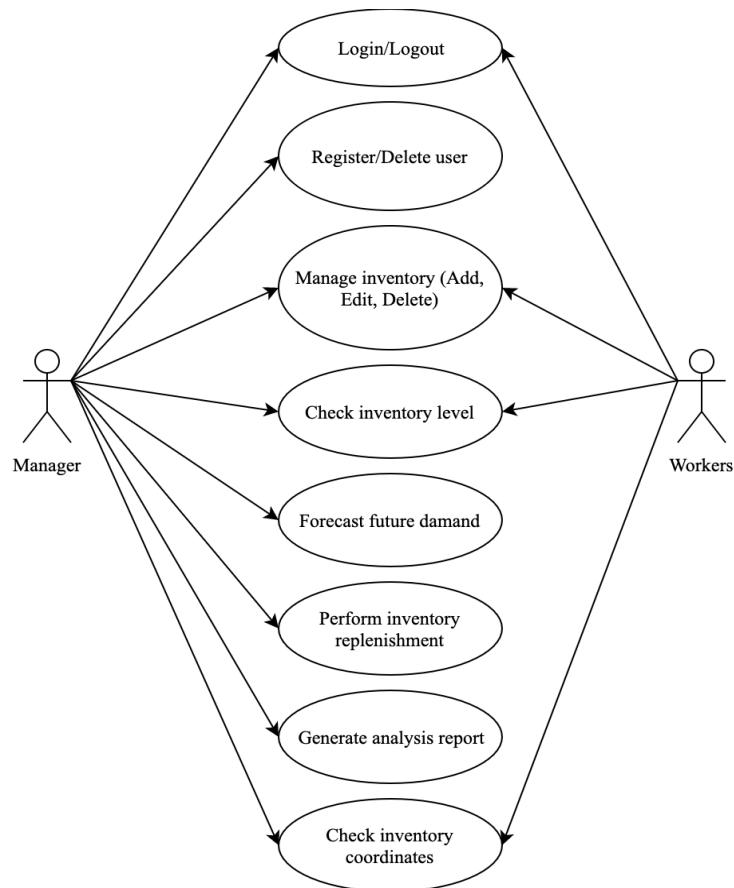 Login/Logout
Register/Delete user
Manage inventory (Add,
Edit, Delete)
Check inventory level
Manager
Workers
Forecast future damand
Perform inventory
replenishment
Generate analysis report
Check inventory
coordinates